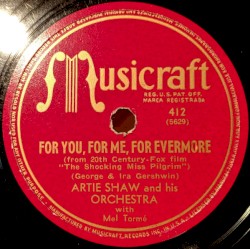 Musicraft
REG. U.S. PAT. OFF.
MARCA REGISTRADA
412
(5629)
FOR YOU, FOR ME, FOR EVERMORE
(from 20th Century-Fox film
"The Shocking Miss Pilgrim")
(George & Ira Gershwin)
ARTIE SHAW and his
ORCHESTRA
with
Mel Tormé